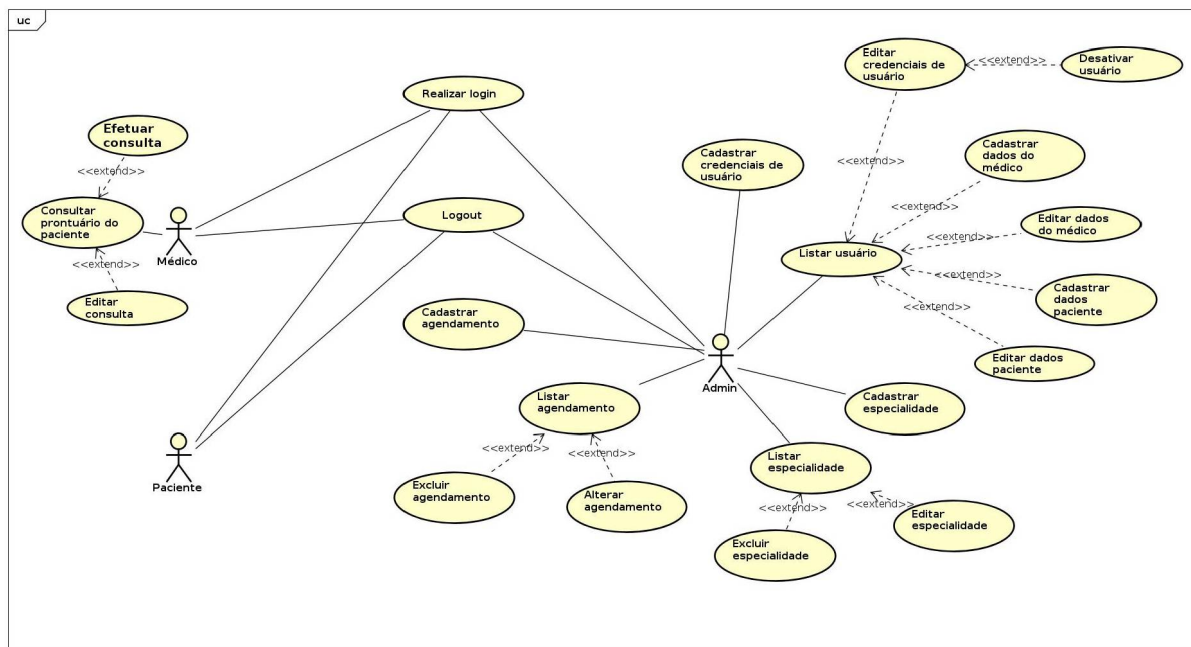 uc
Editar
credenciais de
usuário
<<extend>>
Desativar
usuário
Realizar login
Efetuar
consulta
<<extend>>
Cadastrar
credenciais de
usuário
<<extend>>
Cadastrar
dados do
médico
<<extend>>
Consultar
prontuário do
paciente
Médico
Logout
Editar dados
do médico
<<extend>>
Listar usuário
<<extend>>
Editar
consulta
<<extend>>
Cadastrar
dados
paciente
<<extend>>
Cadastrar
agendamento
Editar dados
paciente
Admin
Listar
agendamento
Cadastrar
especialidade
<<extend>>
<<extend>>
Listar
especialidade
Paciente
Excluir
agendamento
Alterar
agendamento
<<extend>>
<<extend>>
Editar
especialidade
Excluir
especialidade